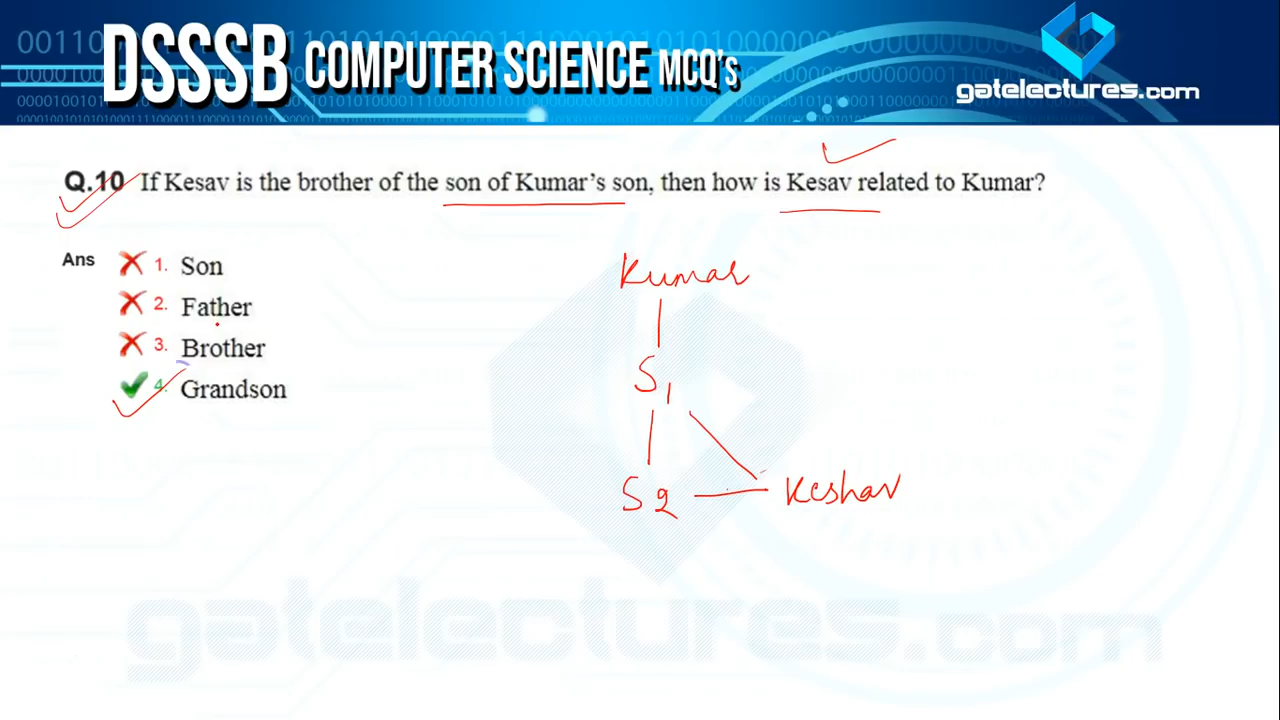 DSSSB COMPUTER SCIENCE MCQ's
gatelectures.com
Q.10 If Kesav is the brother of the son of Kumar's son, then how is Kesav related to Kumar?
Ans
1. Son
2. Father
3. Brother
4. Grandson
Kumar
S1
S2
Keshav
gatelectures.com